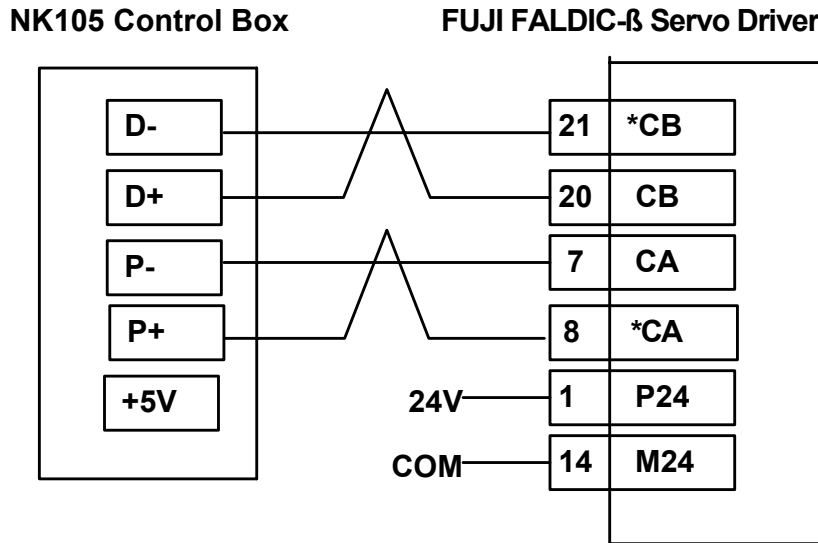 NK105 Control Box FUJI FALDIC-ß Servo Driver
D- 21 *CB
D+ 20 CB
P- 7 CA
P+ 8 *CA
+5V 24V 1 P24
COM 14 M24